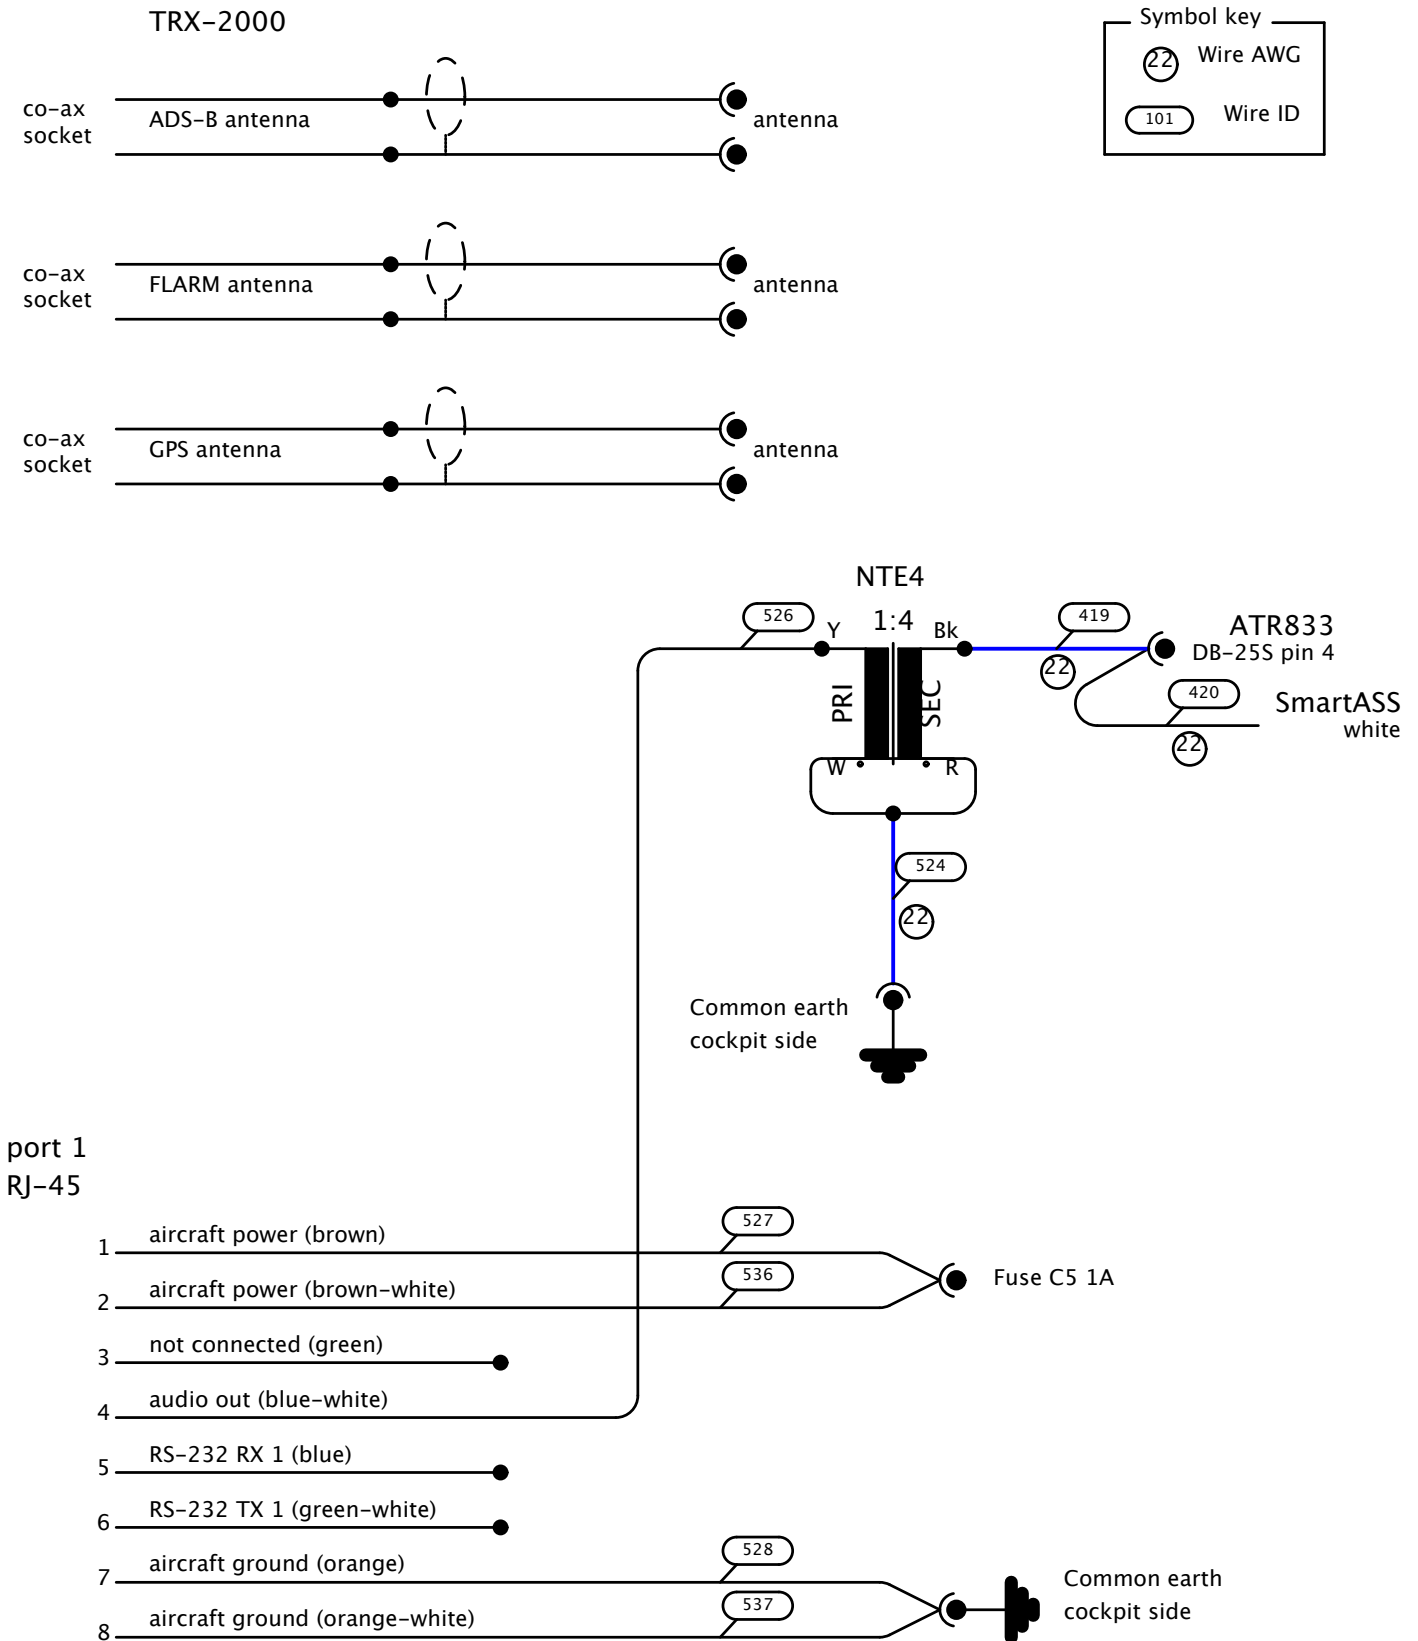 TRX-2000
Symbol key
22 Wire AWG
101 Wire ID
co-ax
socket
ADS-B antenna
antenna
co-ax
socket
FLARM antenna
antenna
co-ax
socket
GPS antenna
antenna
NTE4
1:4
526
Y
Bk
419
22
ATR833
DB-25S pin 4
420
22
SmartASS
white
PRI
SEC
W
R
524
22
Common earth
cockpit side
port 1
RJ-45
1 aircraft power (brown) 527
2 aircraft power (brown-white) 536
Fuse C5 1A
3 not connected (green)
4 audio out (blue-white)
5 RS-232 RX 1 (blue)
6 RS-232 TX 1 (green-white)
7 aircraft ground (orange) 528
8 aircraft ground (orange-white) 537
Common earth
cockpit side